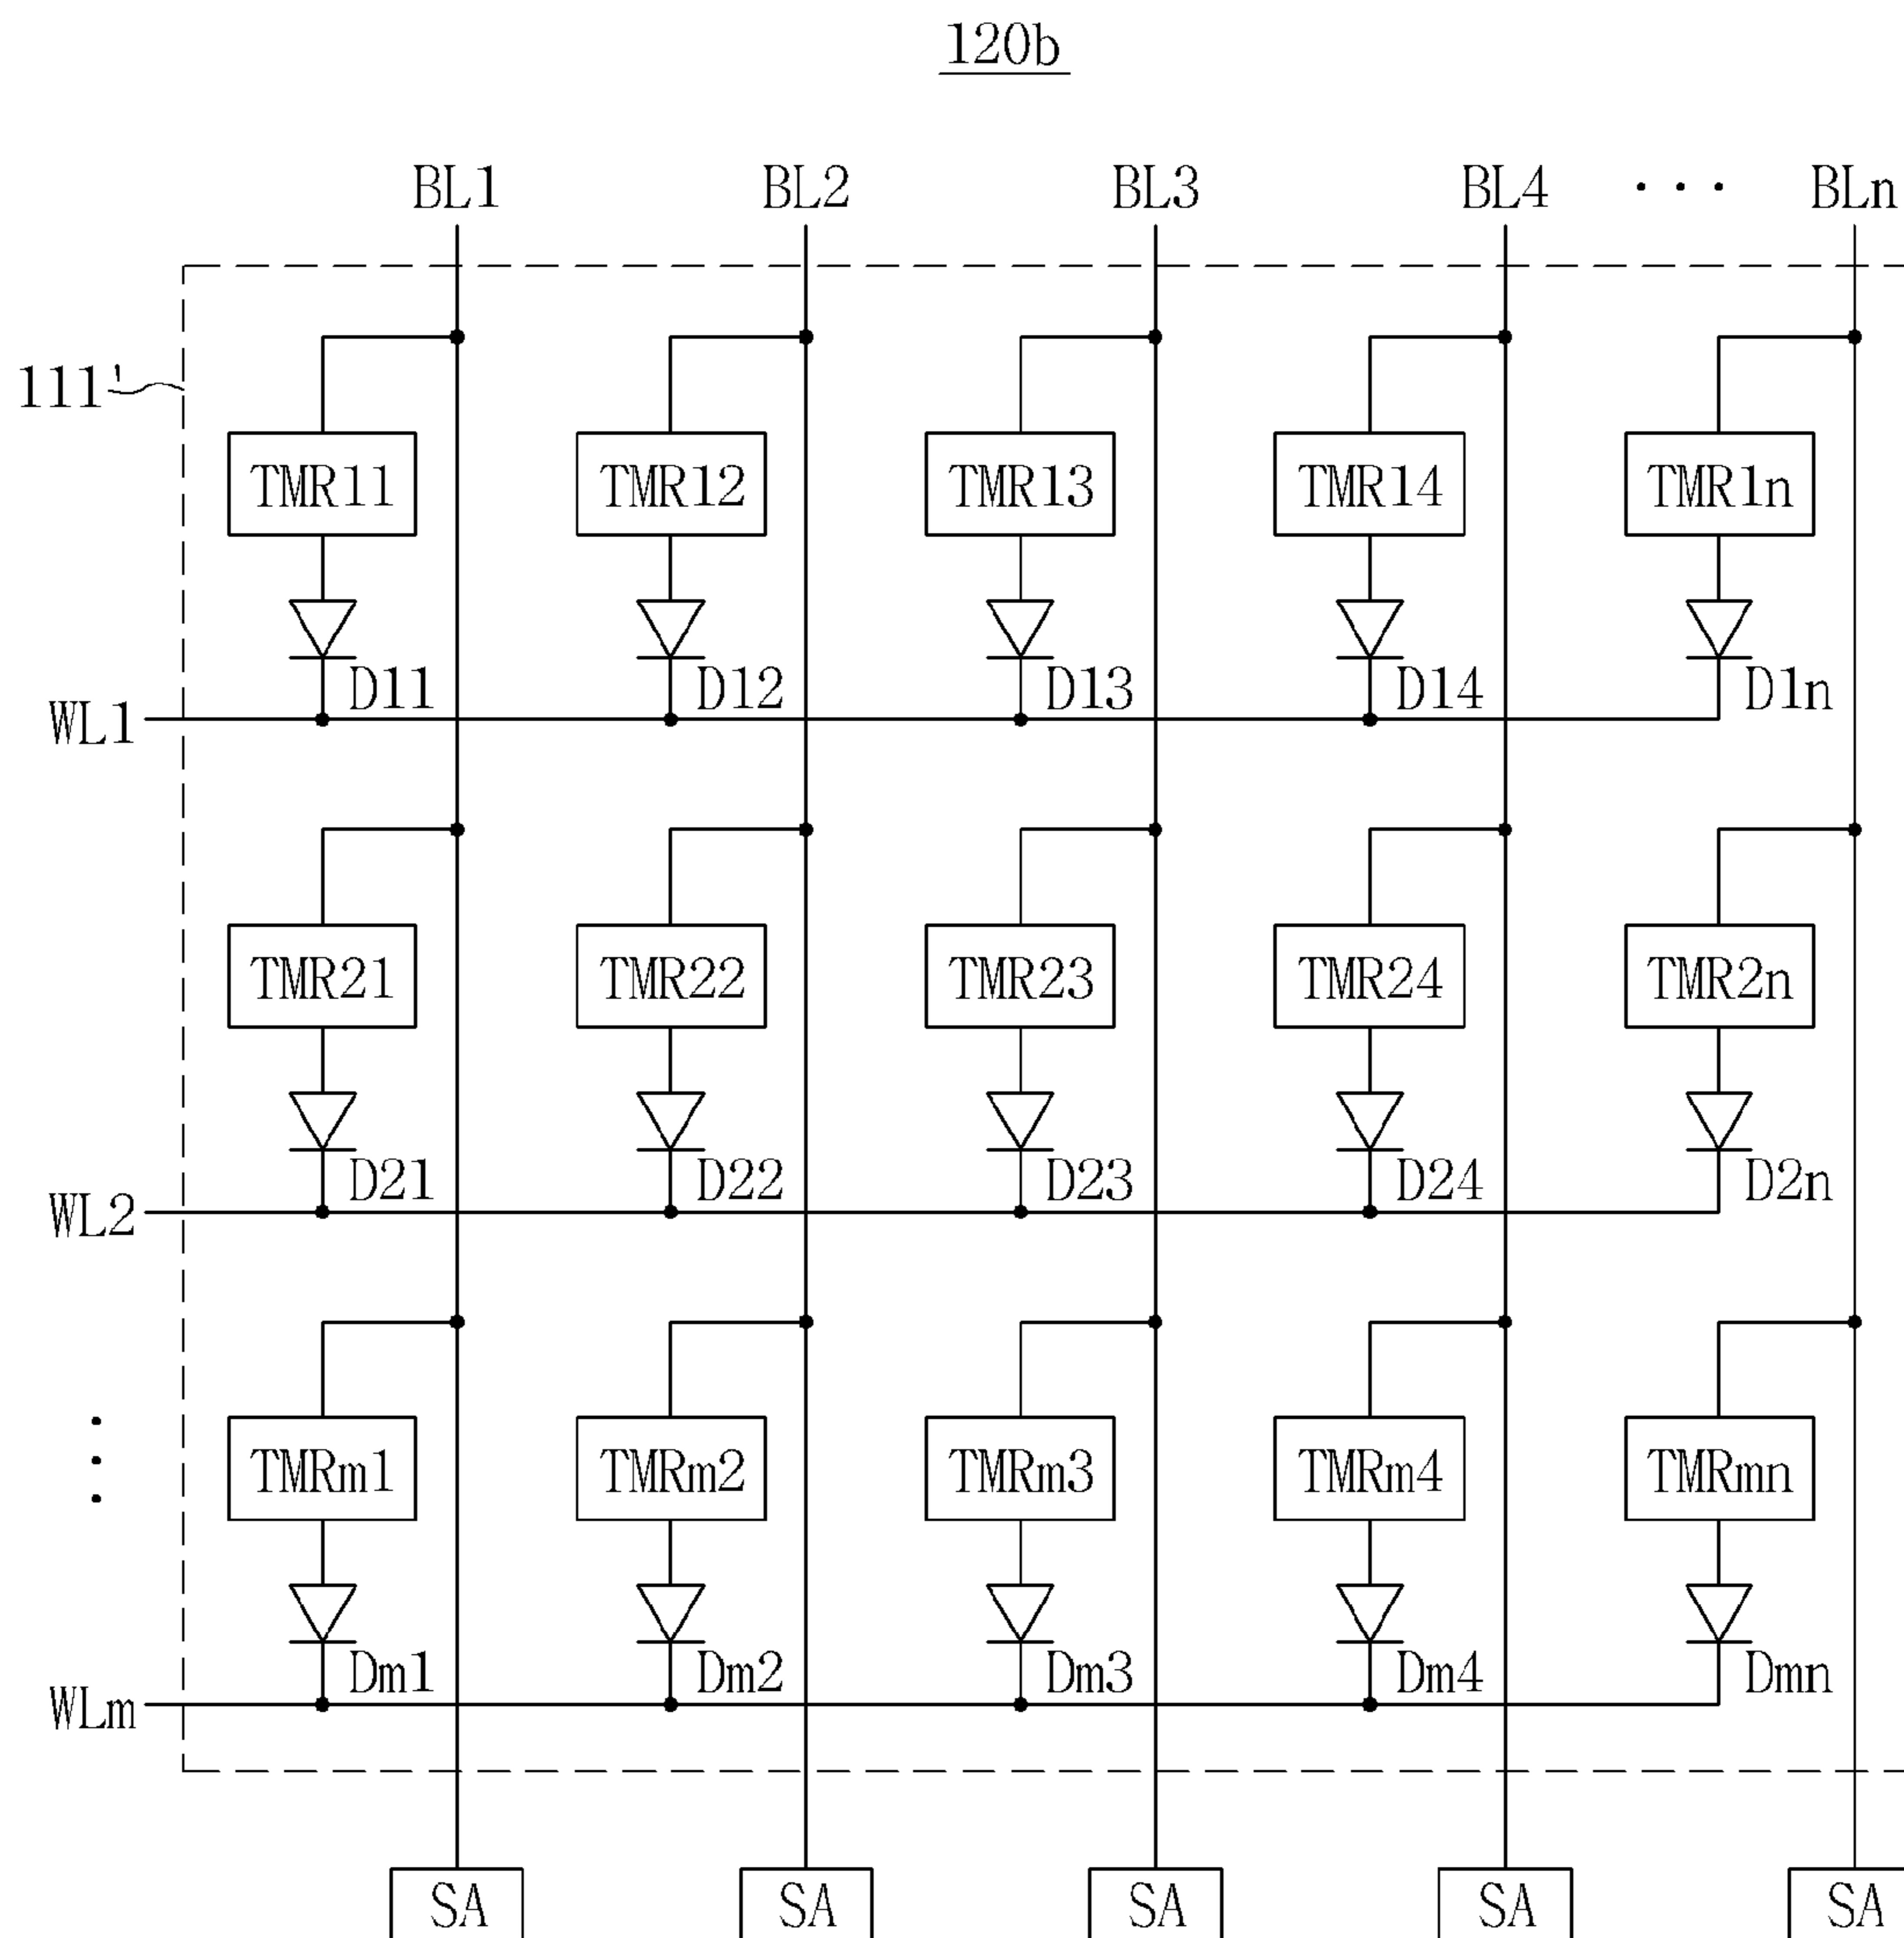 120b
BL1 BL2 BL3 BL4 · · · BLn
111'
TMR11 TMR12 TMR13 TMR14 TMR1n
D11 D12 D13 D14 D1n
WL1
TMR21 TMR22 TMR23 TMR24 TMR2n
D21 D22 D23 D24 D2n
WL2
TMRm1 TMRm2 TMRm3 TMRm4 TMRmn
Dm1 Dm2 Dm3 Dm4 Dmn
WLm
SA SA SA SA SA